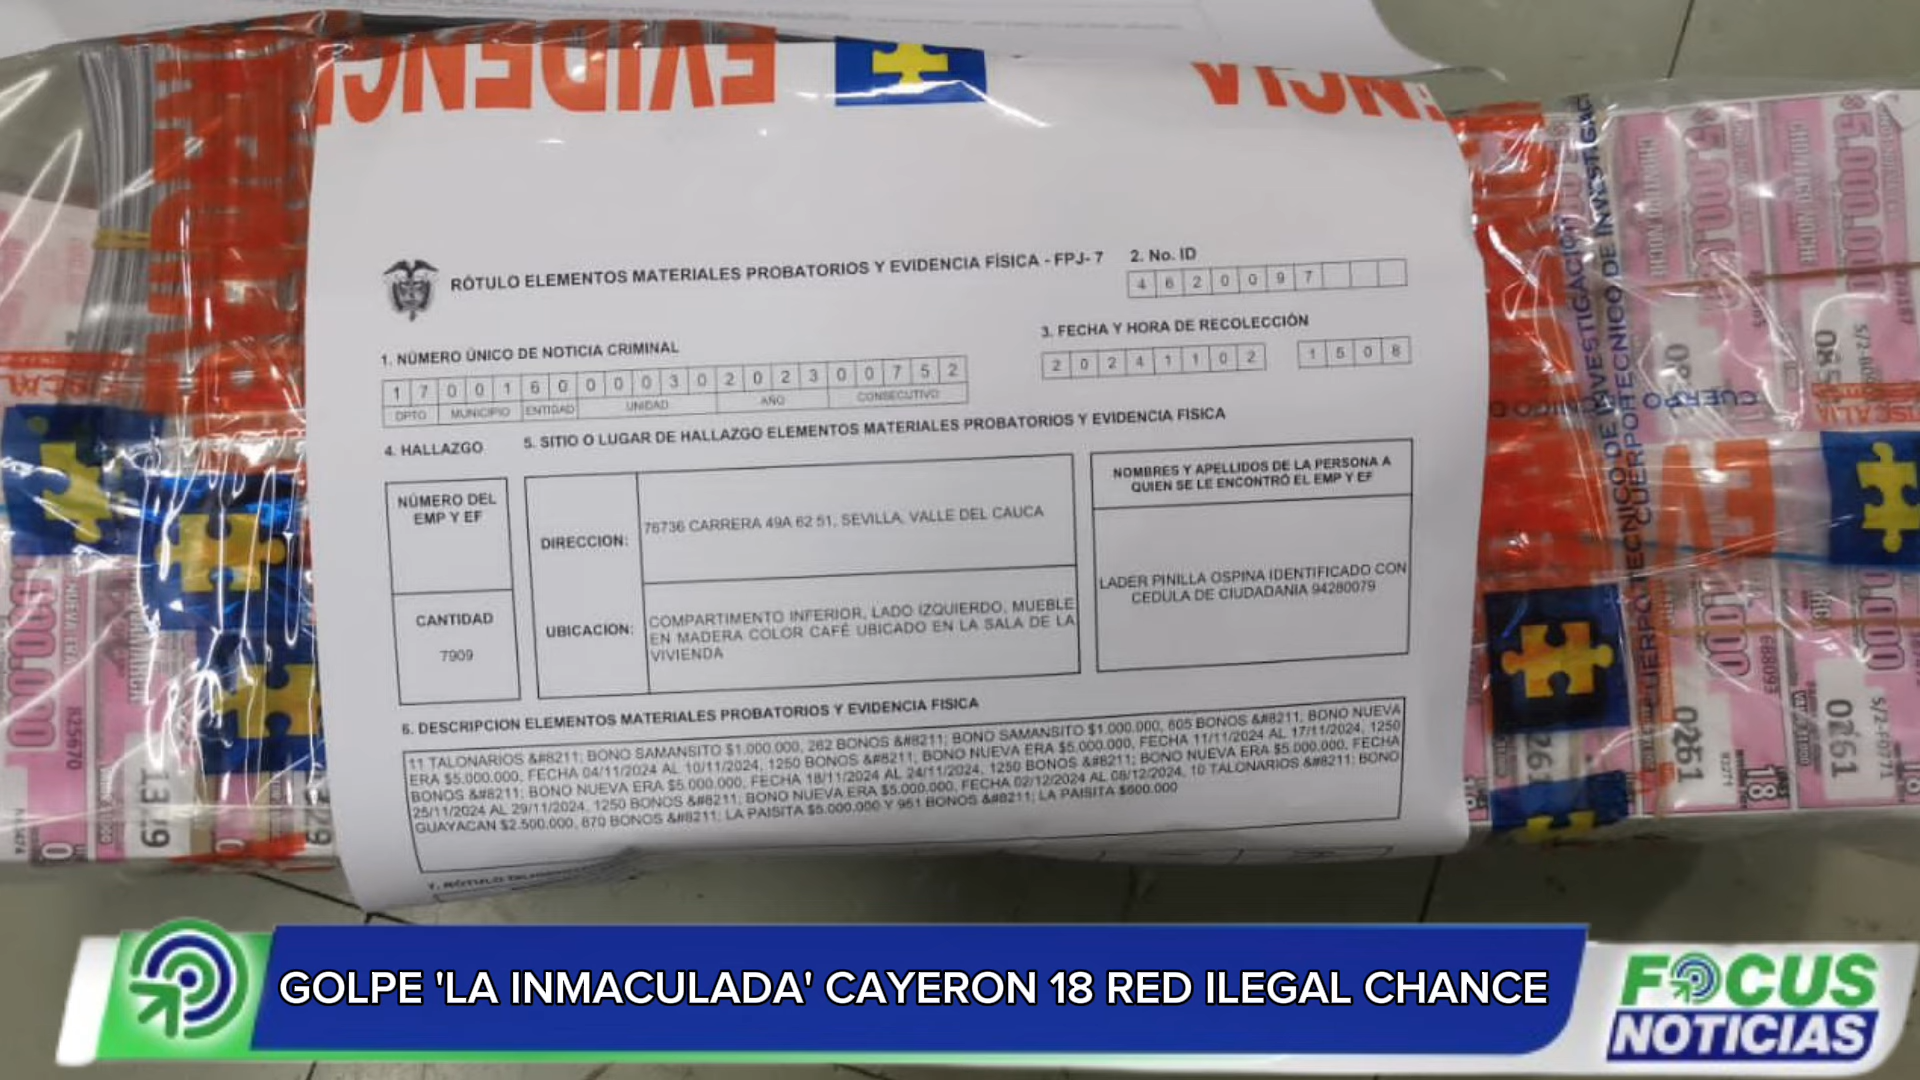 EVIDENCI
ENCIA
RÓTULO ELEMENTOS MATERIALES PROBATORIOS Y EVIDENCIA FÍSICA - FPJ- 7
2. No. ID
4 6 2 0 0 9 7
1. NÚMERO ÚNICO DE NOTICIA CRIMINAL
3. FECHA Y HORA DE RECOLECCIÓN
1 7 0 0 1 6 0 0 0 0 3 0 2 0 2 3 0 0 7 5 2
2 0 2 4 1 1 0 2 1 5 0 8
DPTO MUNICIPIO ENTIDAD UNIDAD AÑO CONSECUTIVO
4. HALLAZGO
5. SITIO O LUGAR DE HALLAZGO ELEMENTOS MATERIALES PROBATORIOS Y EVIDENCIA FISICA
NÚMERO DEL
EMP Y EF
CANTIDAD
7909
DIRECCION:
76736 CARRERA 49A 62 51, SEVILLA, VALLE DEL CAUCA
UBICACION:
COMPARTIMENTO INFERIOR, LADO IZQUIERDO, MUEBLE
EN MADERA COLOR CAFÉ UBICADO EN LA SALA DE LA
VIVIENDA
NOMBRES Y APELLIDOS DE LA PERSONA A
QUIEN SE LE ENCONTRÓ EL EMP Y EF
LADER PINILLA OSPINA IDENTIFICADO CON
CEDULA DE CIUDADANIA 94280079
6. DESCRIPCION ELEMENTOS MATERIALES PROBATORIOS Y EVIDENCIA FISICA
11 TALONARIOS &#8211; BONO SAMANSITO $1.000.000, 262 BONOS &#8211; BONO SAMANSITO $1.000.000, 605 BONOS &#8211; BONO NUEVA
ERA $5.000.000, FECHA 04/11/2024 AL 10/11/2024, 1250 BONOS &#8211; BONO NUEVA ERA $5.000.000, FECHA 11/11/2024 AL 17/11/2024, 1250
BONOS &#8211; BONO NUEVA ERA $5.000.000, FECHA 18/11/2024 AL 24/11/2024, 1250 BONOS &#8211; BONO NUEVA ERA $5.000.000, FECHA
25/11/2024 AL 29/11/2024, 1250 BONOS &#8211; BONO NUEVA ERA $5.000.000, FECHA 02/12/2024 AL 08/12/2024, 10 TALONARIOS &#8211; BONO
GUAYACAN $2.500.000, 870 BONOS &#8211; LA PAISITA $5.000.000 Y 961 BONOS &#8211; LA PAISITA $600.000
CUERPO TECNICO DE INVESTIGACI
CHONTICO NOCHE
$5.000.00
0261
0261
825670
668093
18
GOLPE 'LA INMACULADA' CAYERON 18 RED ILEGAL CHANCE
FOCUS
NOTICIAS